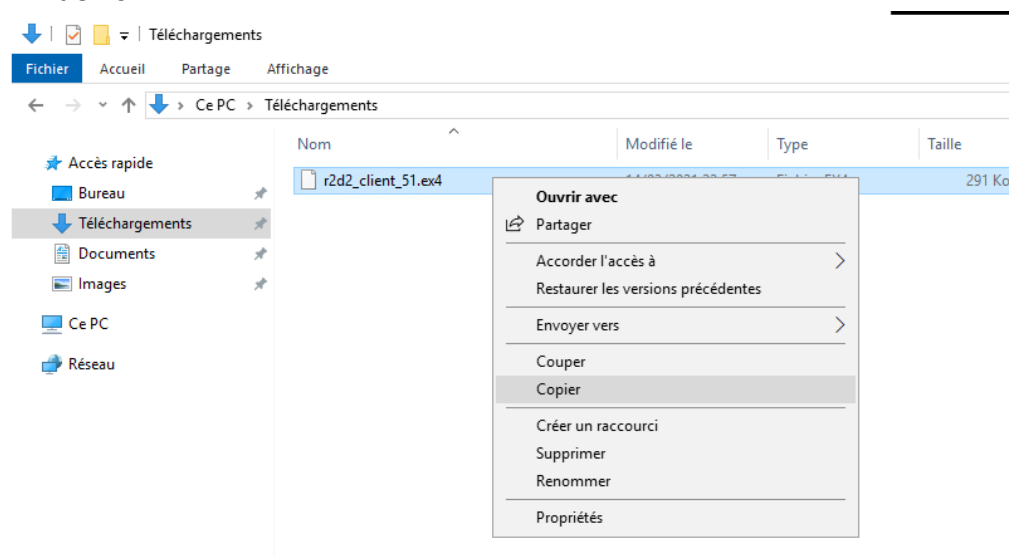 Téléchargements
Fichier Accueil Partage Affichage
Ce PC > Téléchargements
Nom Modifié le Type Taille
Accès rapide
r2d2_client_51.ex4 291 Ko
Bureau
Ouvrir avec
Téléchargements
Partager
Documents
Accorder l'accès à
Images
Restaurer les versions précédentes
Ce PC
Envoyer vers
Réseau
Couper
Copier
Créer un raccourci
Supprimer
Renommer
Propriétés